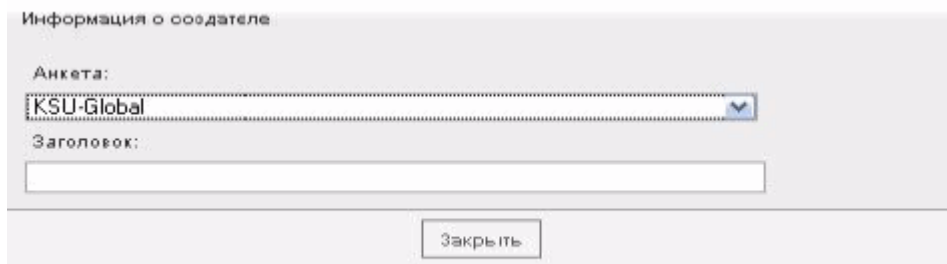 Информация о создателе
Анкета:
KSU-Global
Заголовок:
Закрыть